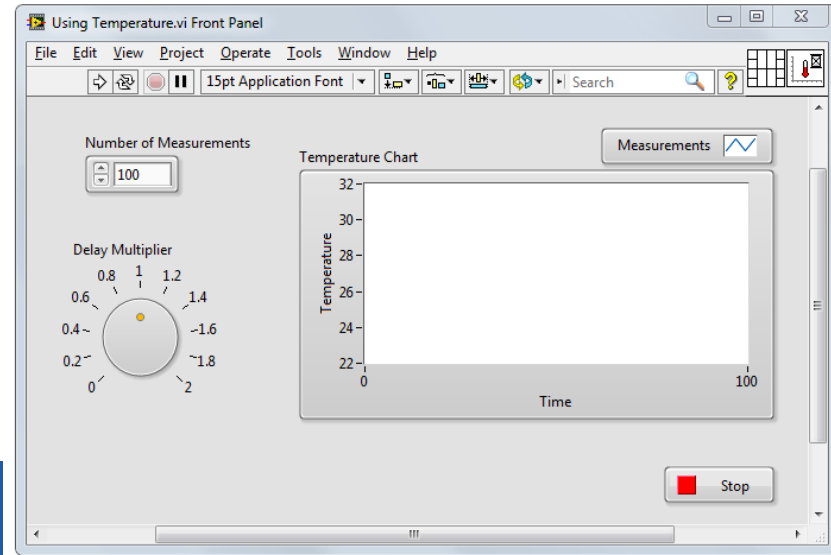 Using Temperature.vi Front Panel
File Edit View Project Operate Tools Window Help
15pt Application Font Search ?
Number of Measurements
100
Measurements
Temperature Chart
32
30
28
26
24
22
Temperature
0 100
Time
Delay Multiplier
0.8 1 1.2
0.6 1.4
0.4 1.6
0.2 1.8
0 2
Stop